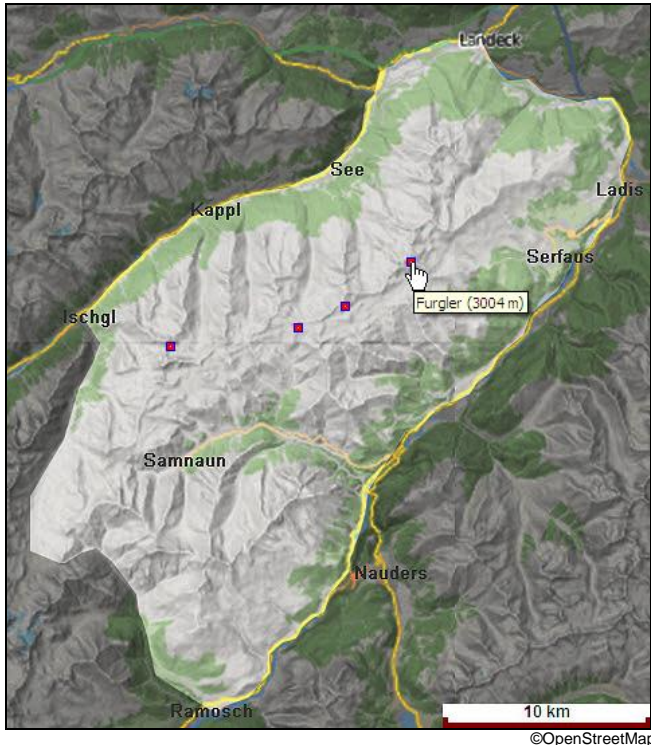 Landeck
See
Ladis
Kappl
Serfaus
Furgler (3004 m)
Ischgl
Samnaun
Nauders
Ramosch
10 km
©OpenStreetMap